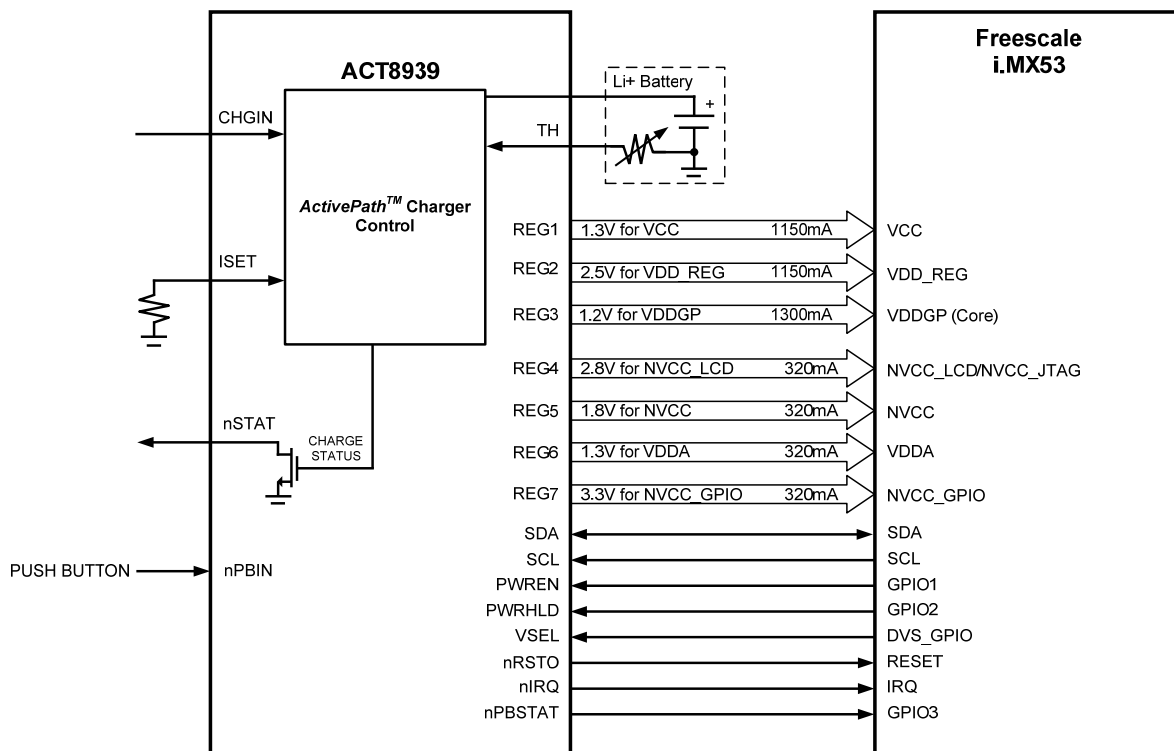 ACT8939
Freescale
i.MX53
Li+ Battery
+
CHGIN
TH
ActivePath™ Charger
Control
ISET
nSTAT
CHARGE
STATUS
PUSH BUTTON
nPBIN
REG1 1.3V for VCC 1150mA VCC
REG2 2.5V for VDD_REG 1150mA VDD_REG
REG3 1.2V for VDDGP 1300mA VDDGP (Core)
REG4 2.8V for NVCC_LCD 320mA NVCC_LCD/NVCC_JTAG
REG5 1.8V for NVCC 320mA NVCC
REG6 1.3V for VDDA 320mA VDDA
REG7 3.3V for NVCC_GPIO 320mA NVCC_GPIO
SDA SDA
SCL SCL
PWREN GPIO1
PWRHLD GPIO2
VSEL DVS_GPIO
nRSTO RESET
nIRQ IRQ
nPBSTAT GPIO3